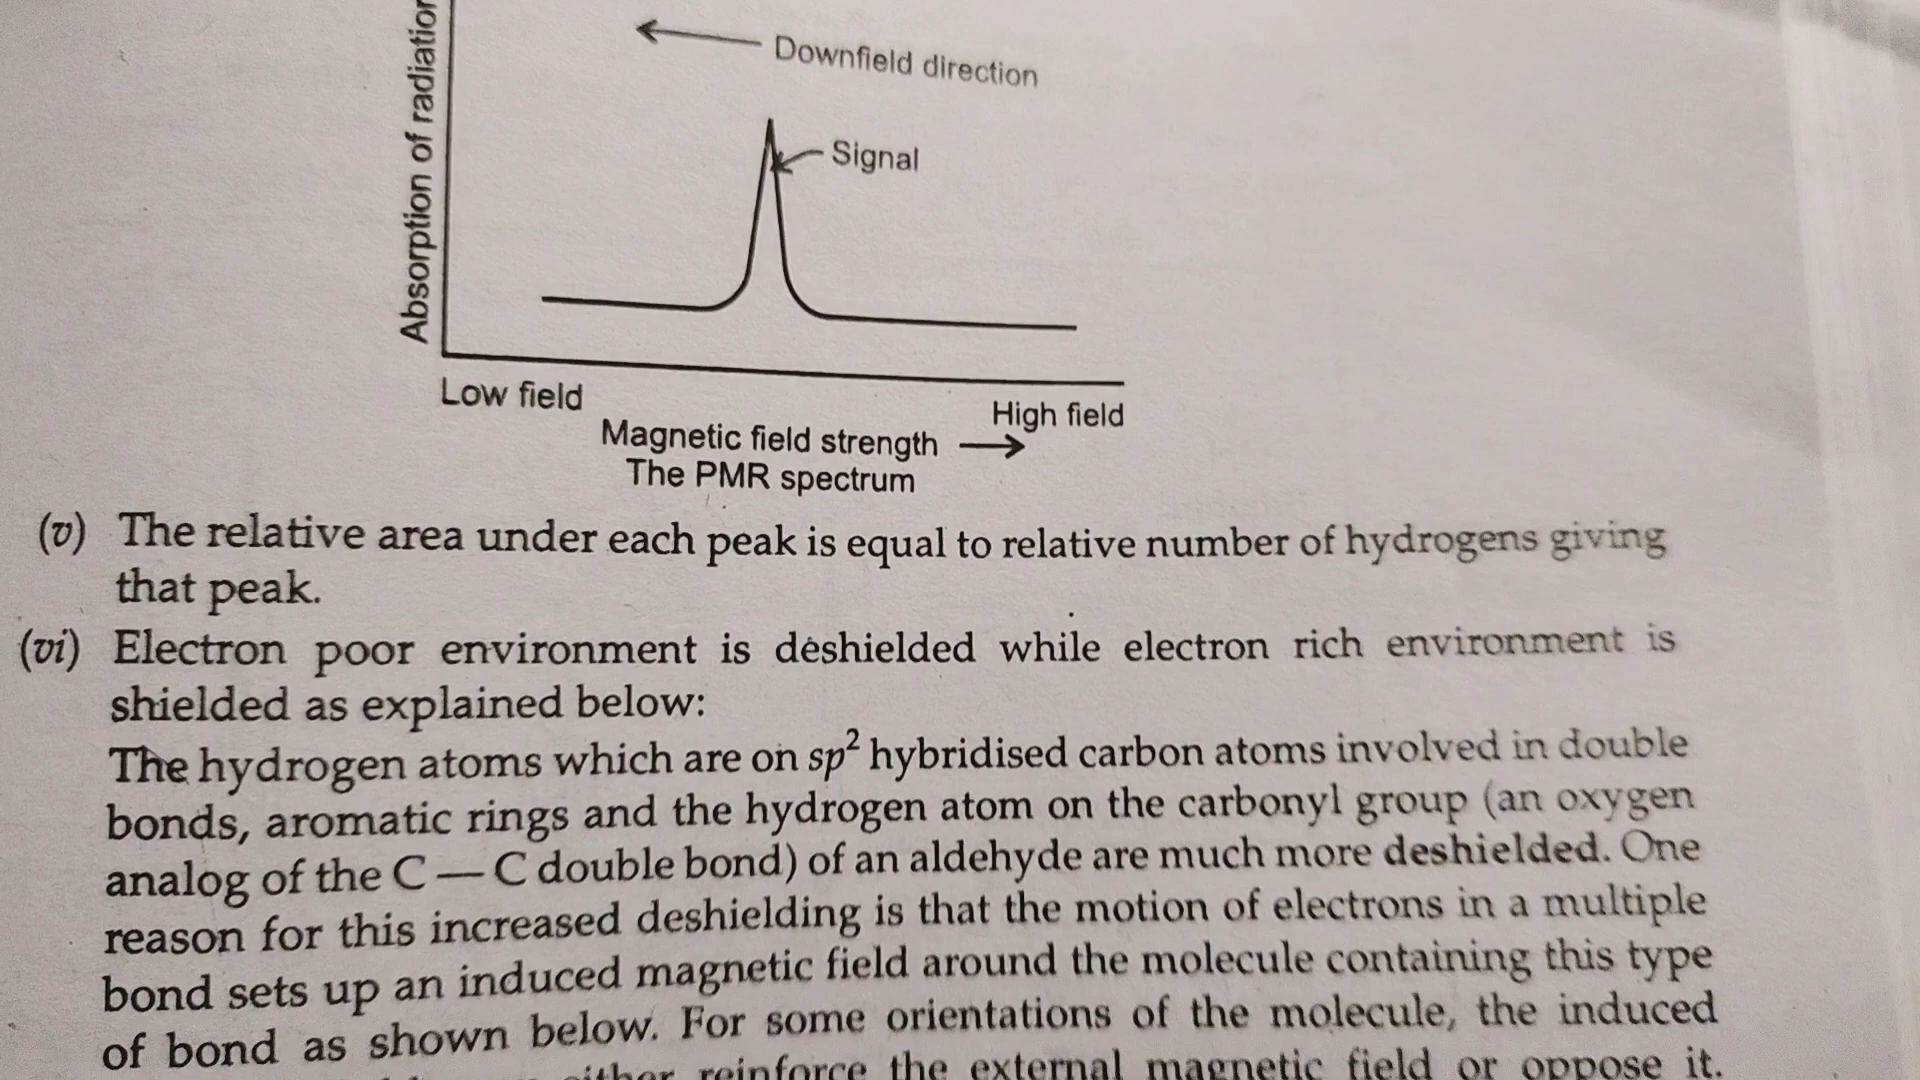 Absorption of radiation
Downfield direction
Signal
Low field
High field
Magnetic field strength →
The PMR spectrum
(v) The relative area under each peak is equal to relative number of hydrogens giving
that peak.
(vi) Electron poor environment is deshielded while electron rich environment is
shielded as explained below:
The hydrogen atoms which are on sp² hybridised carbon atoms involved in double
bonds, aromatic rings and the hydrogen atom on the carbonyl group (an oxygen
analog of the C — C double bond) of an aldehyde are much more deshielded. One
reason for this increased deshielding is that the motion of electrons in a multiple
bond sets up an induced magnetic field around the molecule containing this type
of bond as shown below. For some orientations of the molecule, the induced
either reinforce the external magnetic field or oppose it.